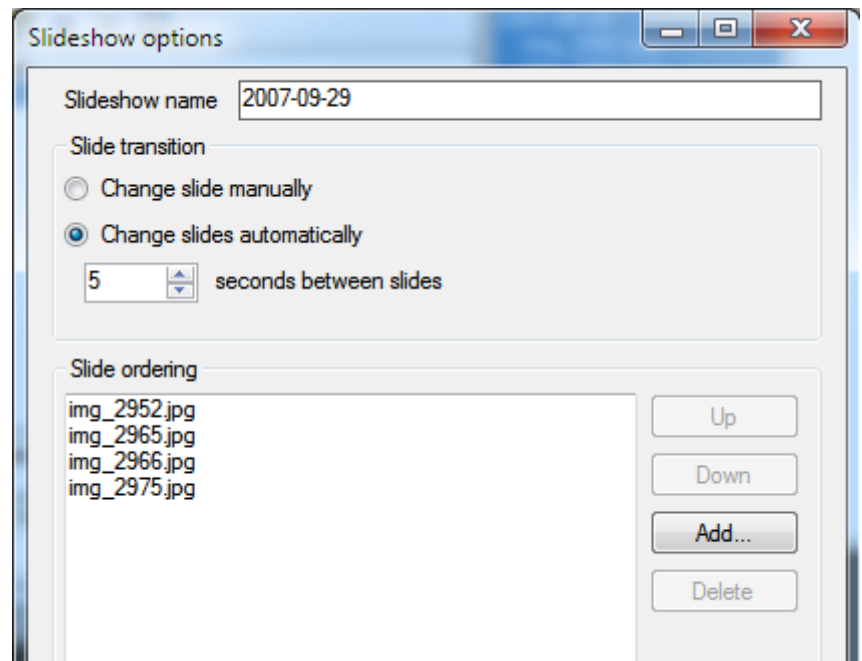 Slideshow options
Slideshow name 2007-09-29
Slide transition
Change slide manually
Change slides automatically
5 seconds between slides
Slide ordering
img_2952.jpg
img_2965.jpg
img_2966.jpg
img_2975.jpg
Up
Down
Add...
Delete